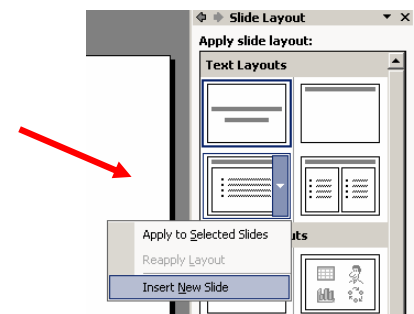 Slide Layout
Apply slide layout:
Text Layouts
Apply to Selected Slides
Reapply Layout
Insert New Slide